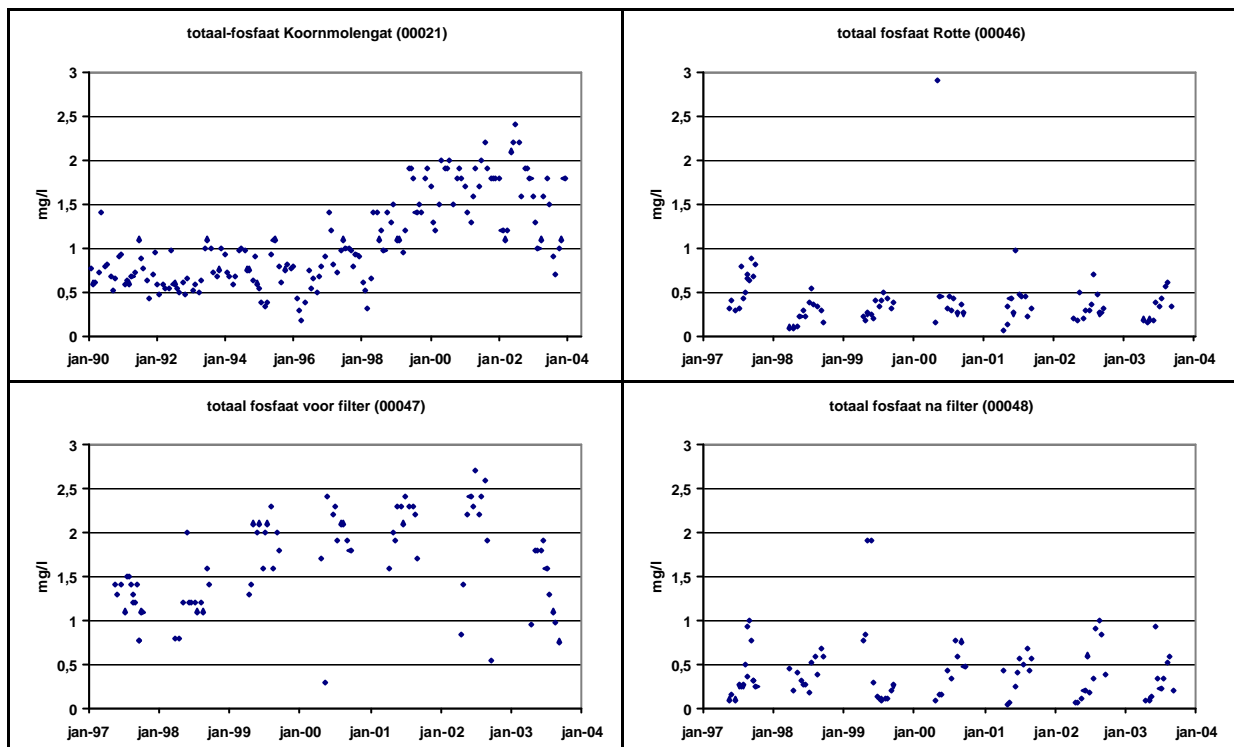 totaal-fosfaat Koornmolengat (00021)
3
2,5
2
1,5
1
0,5
0
mg/l
jan-90 jan-92 jan-94 jan-96 jan-98 jan-00 jan-02 jan-04
totaal fosfaat Rotte (00046)
3
2,5
2
1,5
1
0,5
0
mg/l
jan-97 jan-98 jan-99 jan-00 jan-01 jan-02 jan-03 jan-04
totaal fosfaat voor filter (00047)
3
2,5
2
1,5
1
0,5
0
mg/l
jan-97 jan-98 jan-99 jan-00 jan-01 jan-02 jan-03 jan-04
totaal fosfaat na filter (00048)
3
2,5
2
1,5
1
0,5
0
mg/l
jan-97 jan-98 jan-99 jan-00 jan-01 jan-02 jan-03 jan-04